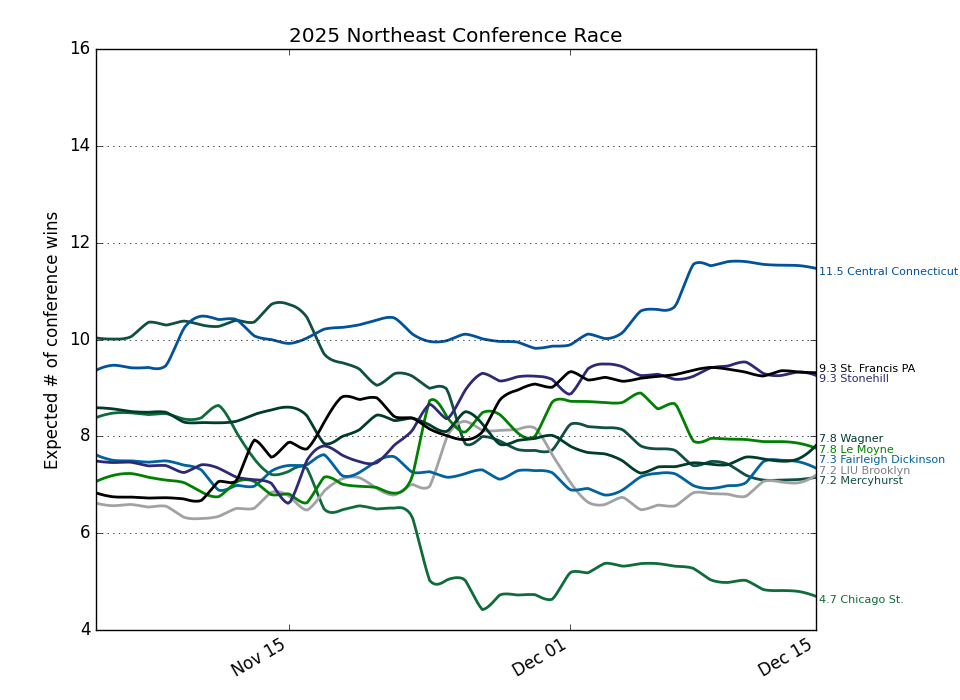 2025 Northeast Conference Race
Expected # of conference wins
16
14
12
10
8
6
4
Nov 15
Dec 01
Dec 15
11.5 Central Connecticut
9.3 St. Francis PA
9.3 Stonehill
7.8 Wagner
7.8 Le Moyne
7.3 Fairleigh Dickinson
7.2 LIU Brooklyn
7.2 Mercyhurst
4.7 Chicago St.